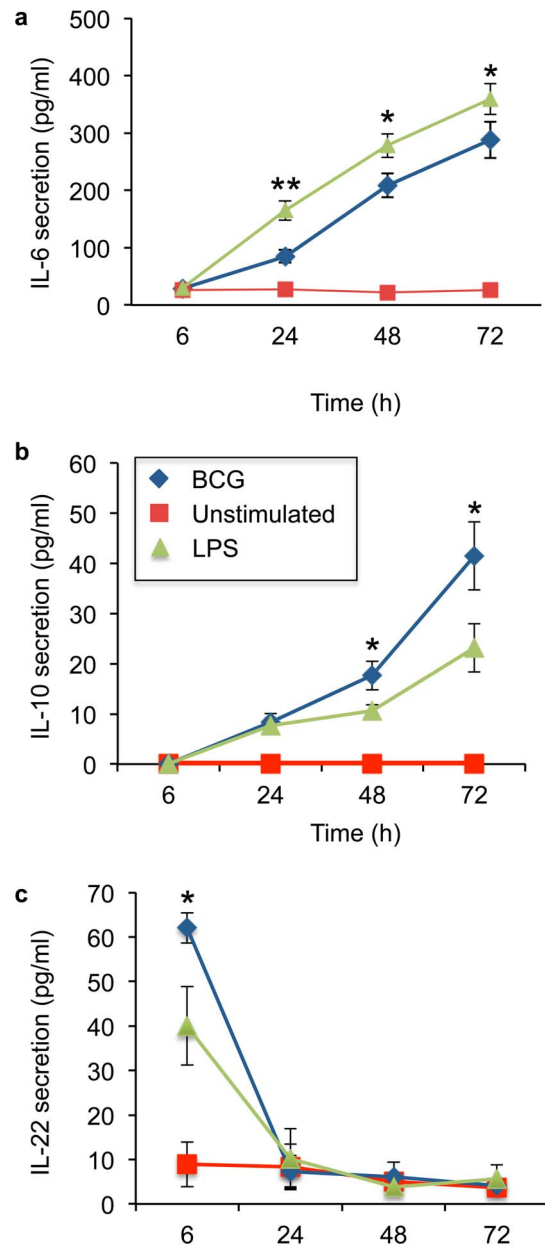 a
IL-6 secretion (pg/ml)
500
400
300
200
100
0
**
*
*
6 24 48 72
Time (h)
b
IL-10 secretion (pg/ml)
60
50
40
30
20
10
0
BCG
Unstimulated
LPS
*
*
6 24 48 72
Time (h)
c
IL-22 secretion (pg/ml)
70
60
50
40
30
20
10
0
*
6 24 48 72